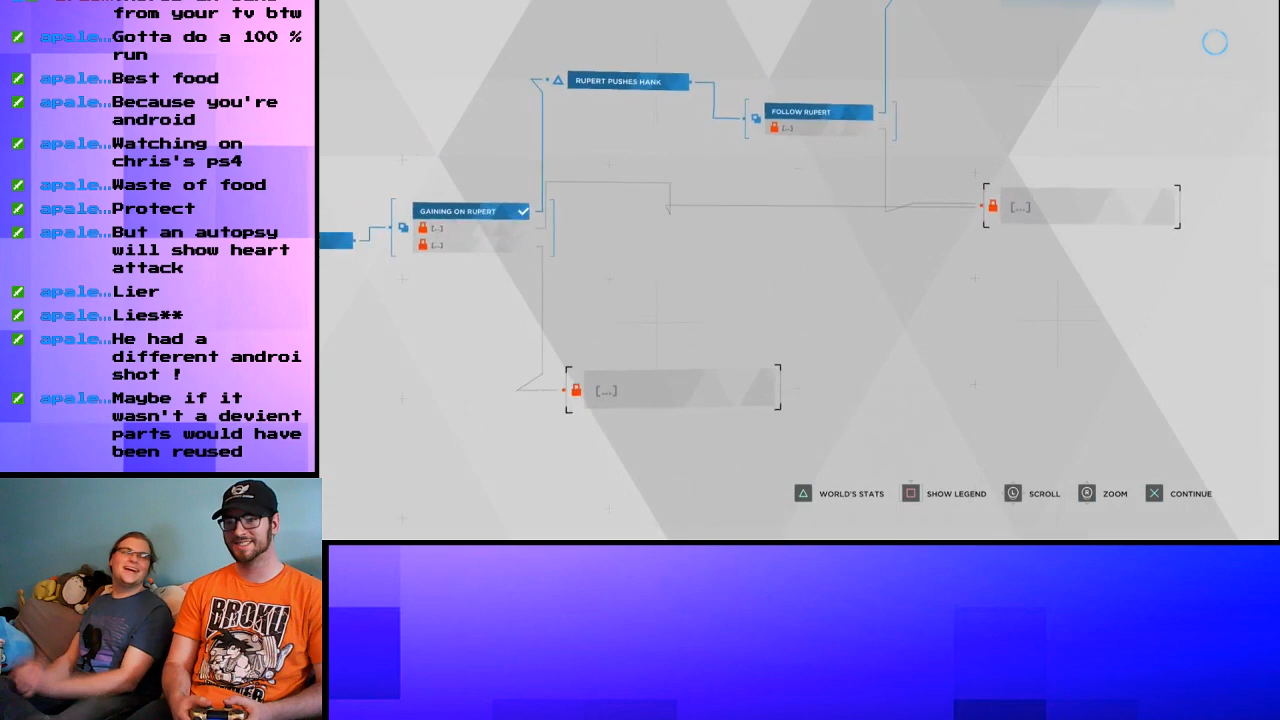 from your tv btw
apale...Gotta do a 100 %
run
apale...Best food
apale...Because you're
android
apale...Watching on
chris's ps4
apale...Waste of food
apale...Protect
apale...But an autopsy
will show heart
attack
apale...Lier
apale...Lies**
apale...He had a
different androi
shot !
apale...Maybe if it
wasn't a devient
parts would have
been reused
RUPERT PUSHES HANK
FOLLOW RUPERT
[...]
GAINING ON RUPERT
[...]
[...]
[...]
[...]
WORLD'S STATS
SHOW LEGEND
L SCROLL
R ZOOM
CONTINUE
BROKU